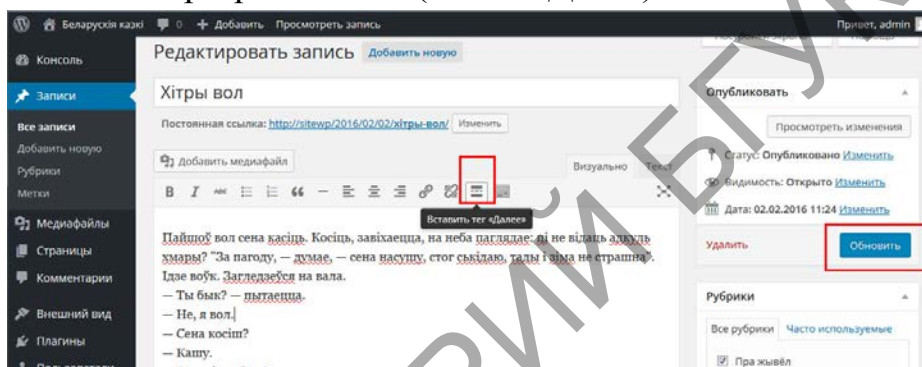 Беларускія казкі 0 + Добавить Просмотреть запись Привет, admin
Консоль
Записи
Все записи
Добавить новую
Рубрики
Метки
Медиафайлы
Страницы
Комментарии
Внешний вид
Плагины
Редактировать запись Добавить новую
Хітры вол
Постоянная ссылка: http://sitewp/2016/02/02/хітры-вол/ Изменить
Добавить медиафайл
Визуально Текст
B I ABC
Вставить тег «Далее»
Пайшоў вол сена касіць. Косіць, завіхаецца, на неба паглядае: ці не відаць адкуль
хмары? "За пагоду, — думае, — сена насушу, стог
тады і зіма не страшна".
Ідзе воўк. Загледзеўся на вала.
— Ты бык? — пытаецца.
— Не, я вол.
— Сена косіш?
— Кашу.
Опубликовать
Просмотреть изменения
Статус: Опубликовано Изменить
Видимость: Открыто Изменить
Дата: 02.02.2016 11:24 Изменить
Удалить Обновить
Рубрики
Все рубрики Часто используемые
Пра жывёл